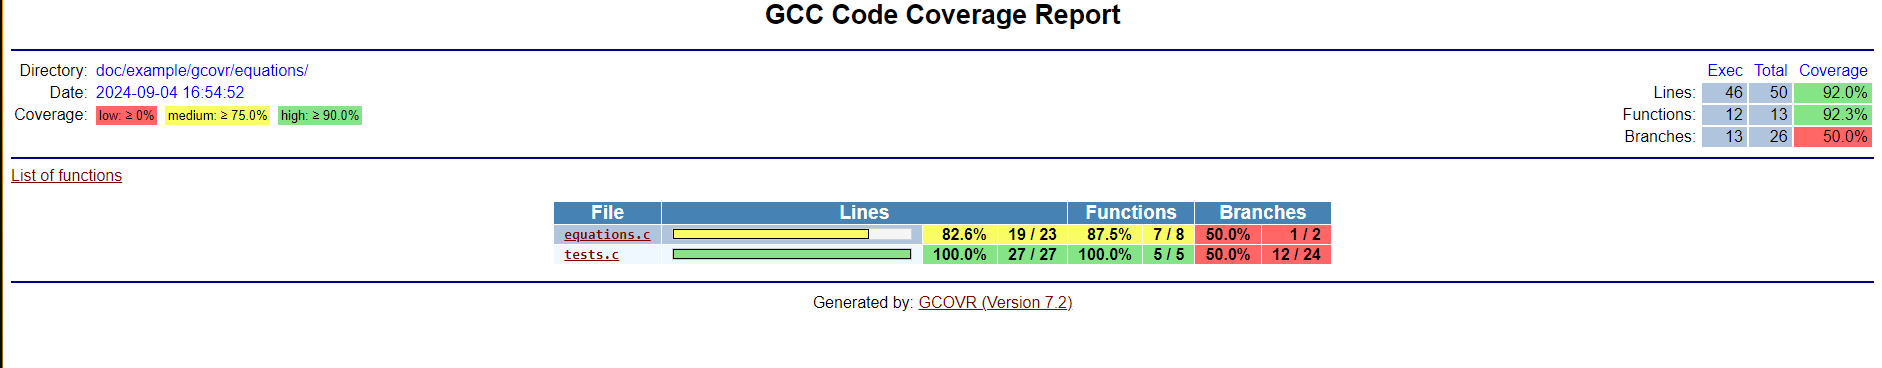 GCC Code Coverage Report
Directory: doc/example/gcovr/equations/
Date: 2024-09-04 16:54:52
Coverage: low: ≥ 0% medium: ≥ 75.0% high: ≥ 90.0%
Exec Total Coverage
Lines: 46 50 92.0%
Functions: 12 13 92.3%
Branches: 13 26 50.0%
List of functions
File Lines Functions Branches
equations.c 82.6% 19 / 23 87.5% 7 / 8 50.0% 1 / 2
tests.c 100.0% 27 / 27 100.0% 5 / 5 50.0% 12 / 24
Generated by: GCOVR (Version 7.2)